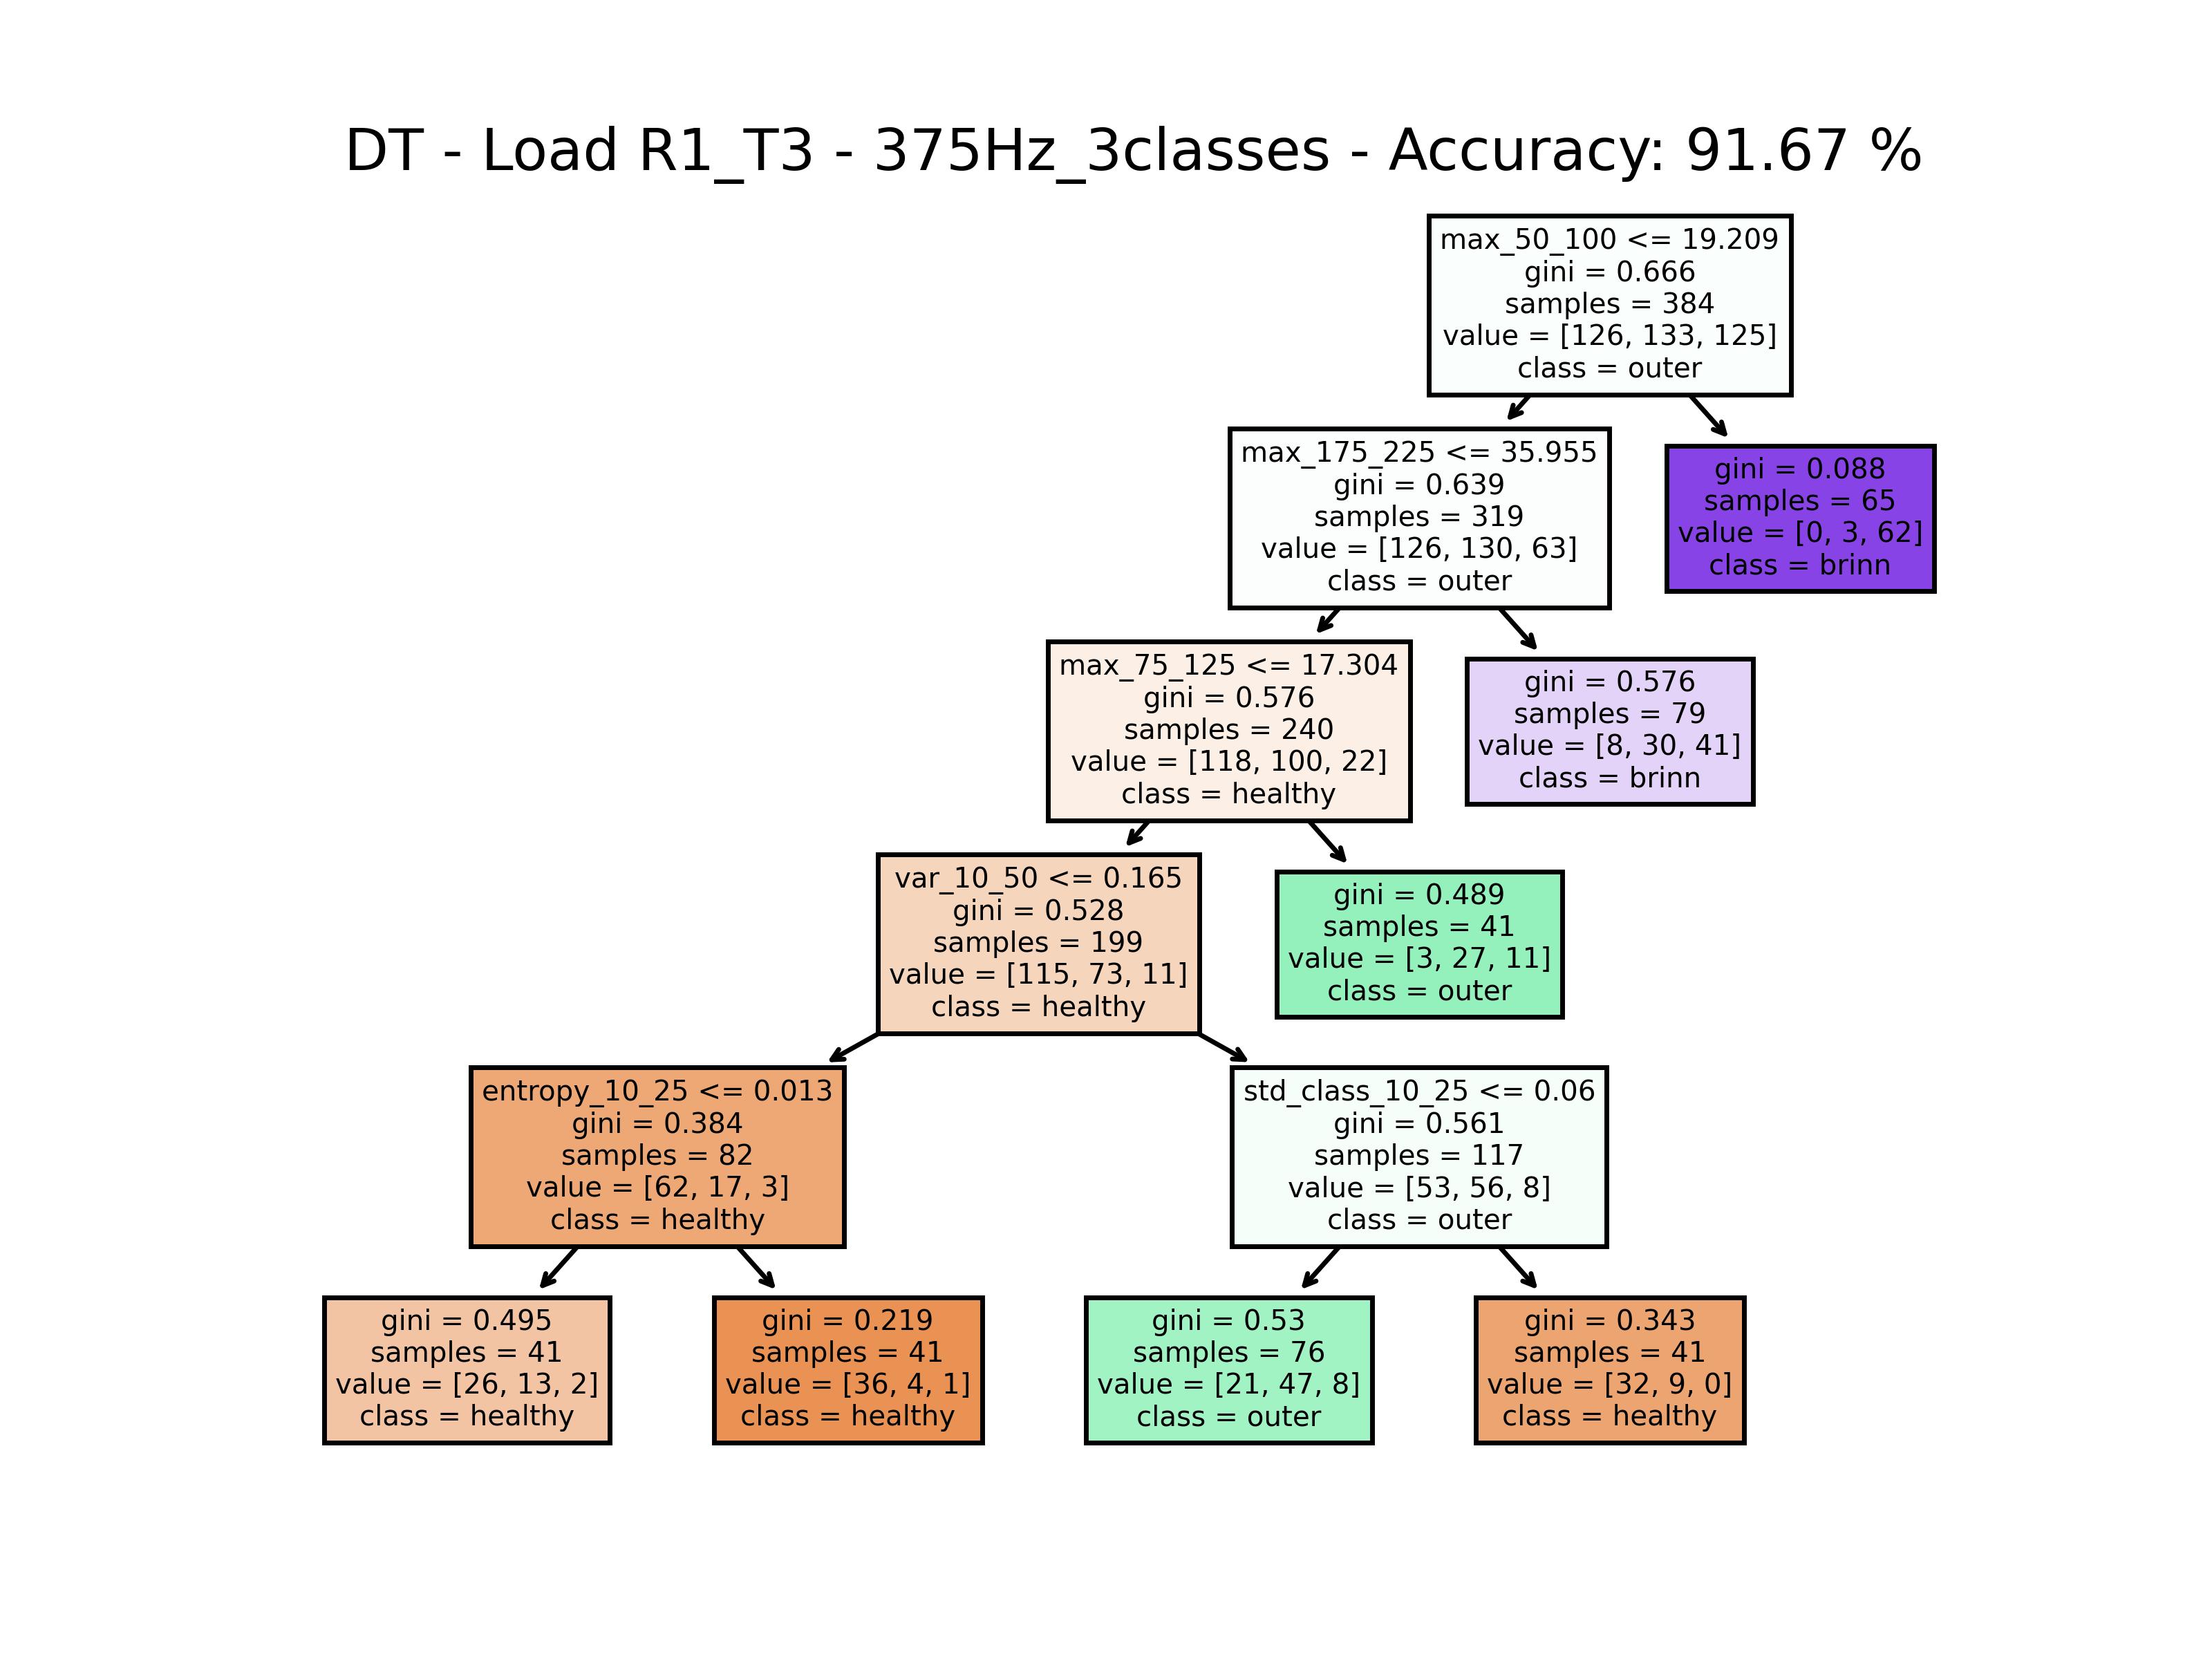 DT - Load R1_T3 - 375Hz_3classes - Accuracy: 91.67 %
max_50_100 <= 19.209
gini = 0.666
samples = 384
value = [126, 133, 125]
class = outer
max_175_225 <= 35.955
gini = 0.639
samples = 319
value = [126, 130, 63]
class = outer
gini = 0.088
samples = 65
value = [0, 3, 62]
class = brinn
max_75_125 <= 17.304
gini = 0.576
samples = 240
value = [118, 100, 22]
class = healthy
gini = 0.576
samples = 79
value = [8, 30, 41]
class = brinn
var_10_50 <= 0.165
gini = 0.528
samples = 199
value = [115, 73, 11]
class = healthy
gini = 0.489
samples = 41
value = [3, 27, 11]
class = outer
entropy_10_25 <= 0.013
gini = 0.384
samples = 82
value = [62, 17, 3]
class = healthy
std_class_10_25 <= 0.06
gini = 0.561
samples = 117
value = [53, 56, 8]
class = outer
gini = 0.495
samples = 41
value = [26, 13, 2]
class = healthy
gini = 0.219
samples = 41
value = [36, 4, 1]
class = healthy
gini = 0.53
samples = 76
value = [21, 47, 8]
class = outer
gini = 0.343
samples = 41
value = [32, 9, 0]
class = healthy